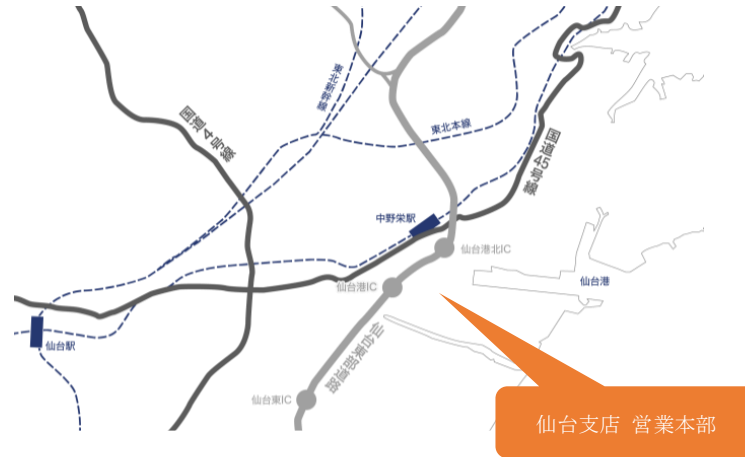 東北新幹線
国道4号線
東北本線
国道45号線
中野栄駅
仙台港北IC
仙台港IC
仙台港
仙台駅
仙台東部道路
仙台東IC
仙台支店 営業本部